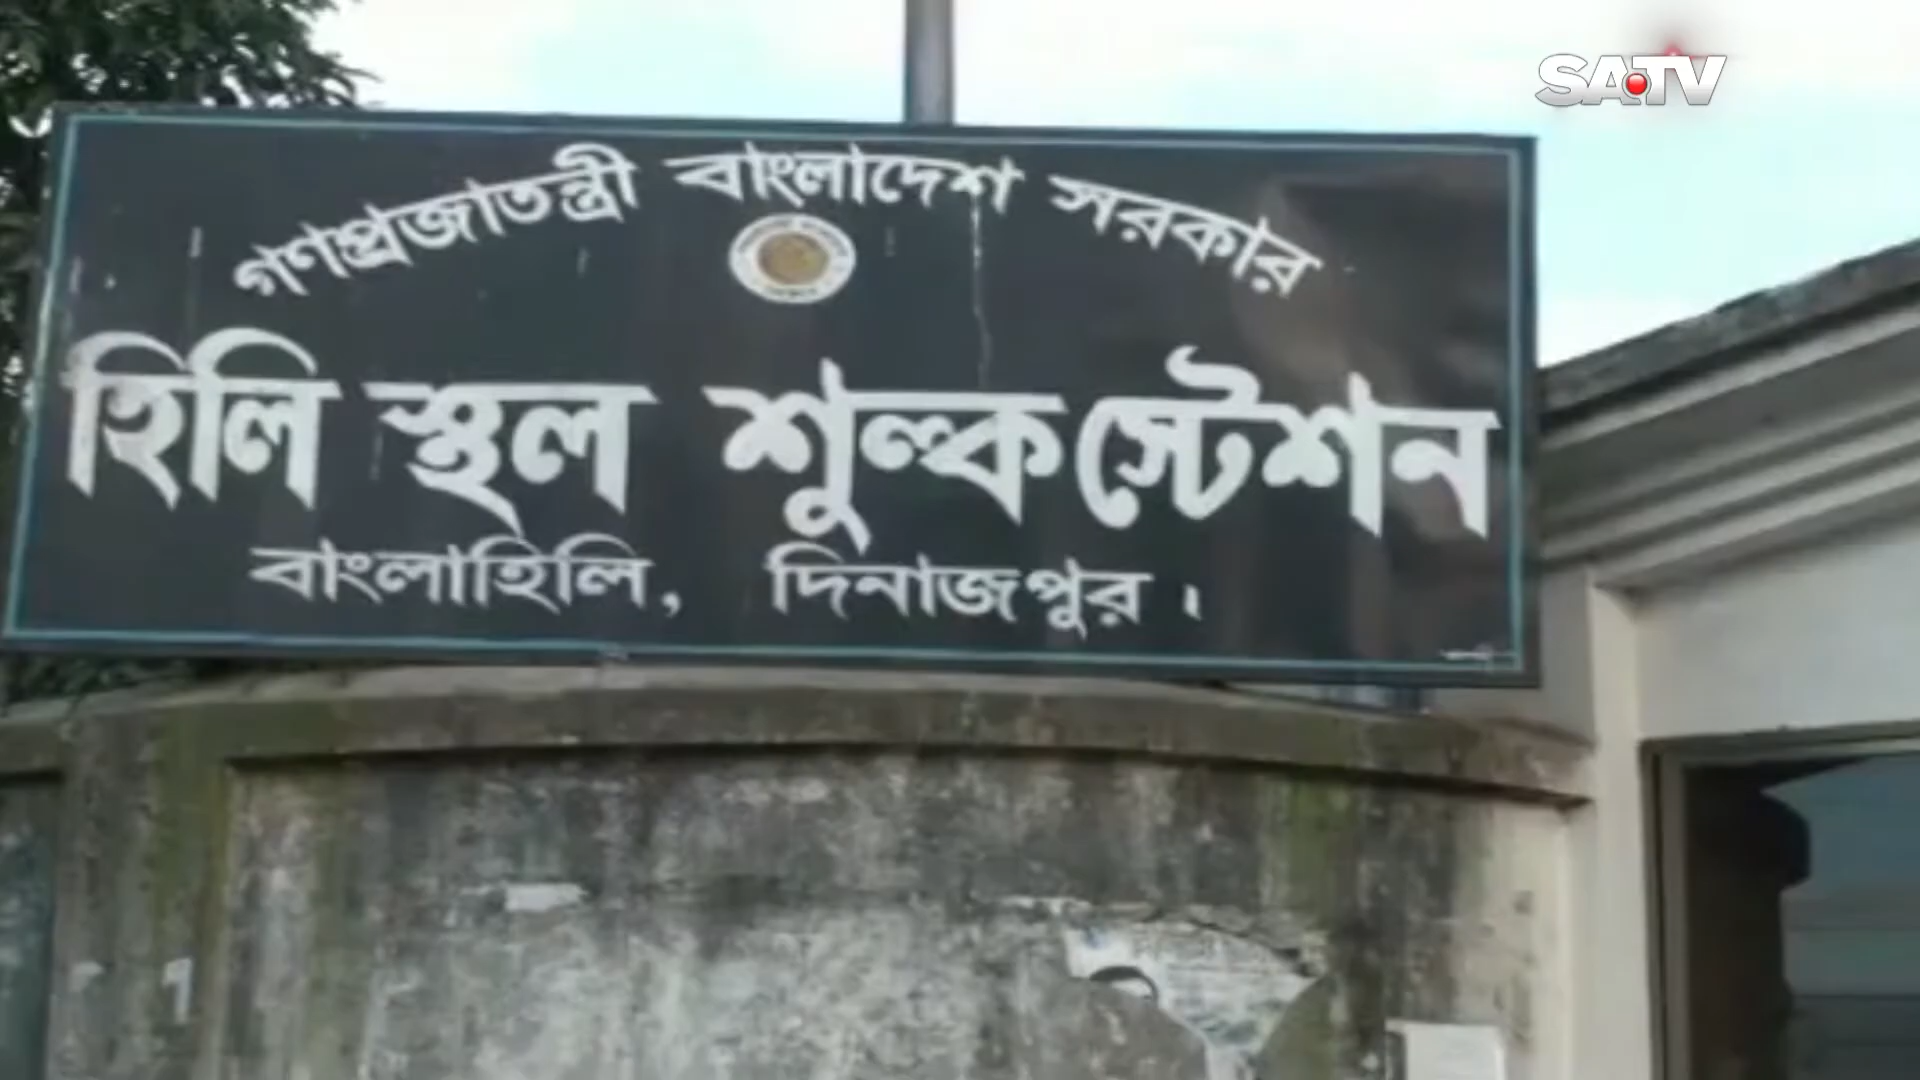 SATV
গণপ্রজাতন্ত্রী বাংলাদেশ সরকার
হিলি স্থল শুল্কস্টেশন
বাংলাহিলি, দিনাজপুর।